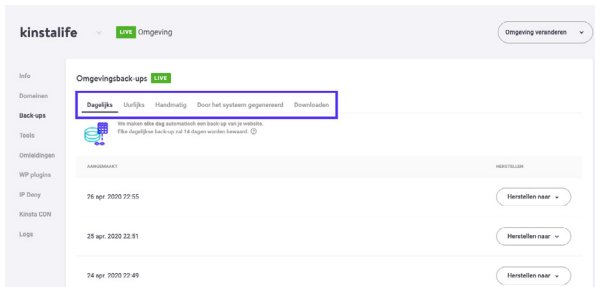 kinstalife
LIVE Omgeving
Omgeving veranderen
Info
Domeinen
Back-ups
Tools
Omleidingen
WP plugins
IP Deny
Kinsta CDN
Logs
Omgevingsback-ups LIVE
Dagelijks Uurlijks Handmatig Door het systeem gegenereerd Downloaden
We maken elke dag automatisch een back-up van je website.
Elke dagelijkse back-up zal 14 dagen worden bewaard.
AANGEMAAKT
HERSTELLEN
26 apr. 2020 22:55
Herstellen naar
25 apr. 2020 22:51
Herstellen naar
24 apr. 2020 22:49
Herstellen naar